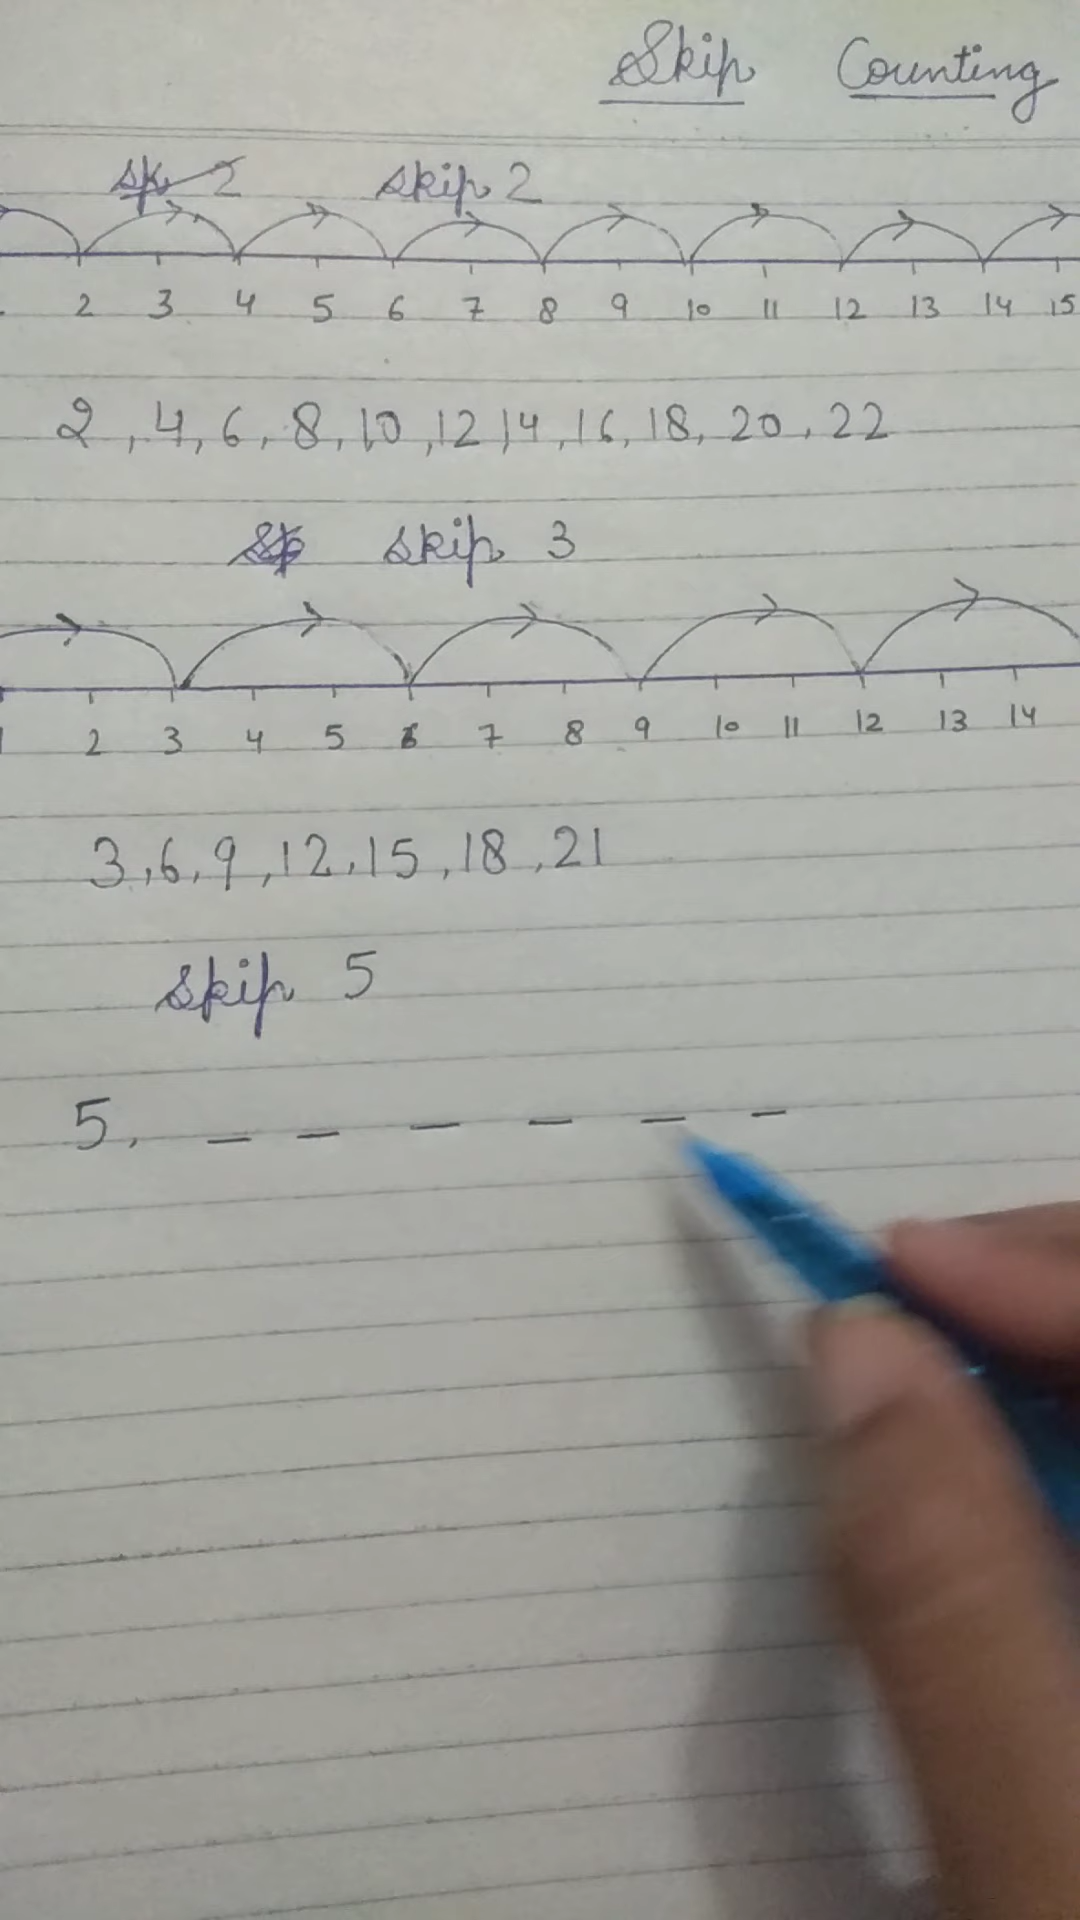 Skip Counting
skip 2
2 3 4 5 6 7 8 9 10 11 12 13 14 15
2, 4, 6, 8, 10, 12, 14, 16, 18, 20, 22
skip 3
1 2 3 4 5 6 7 8 9 10 11 12 13 14
3, 6, 9, 12, 15, 18, 21
Skip 5
5, _ _ _ _ _ _